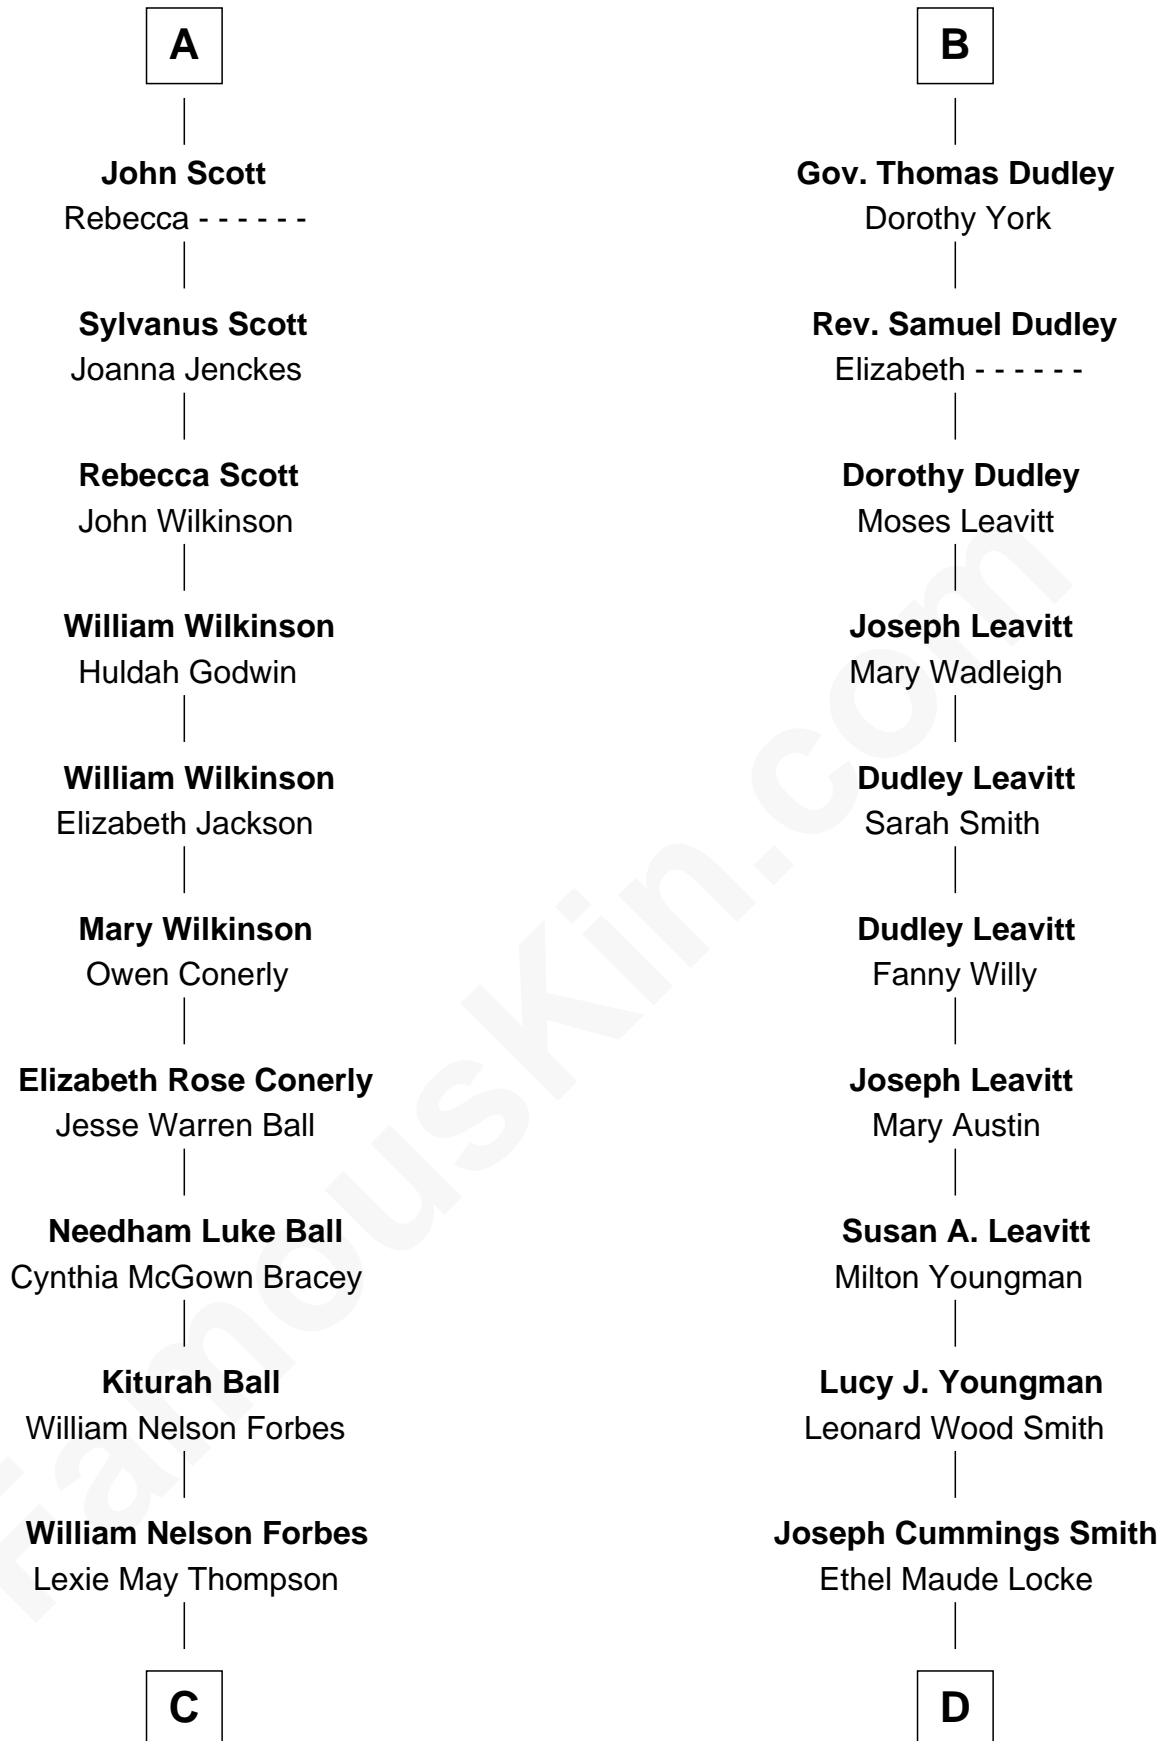 A
John Scott
Rebecca - - - - - -
Sylvanus Scott
Joanna Jenckes
Rebecca Scott
John Wilkinson
William Wilkinson
Huldah Godwin
William Wilkinson
Elizabeth Jackson
Mary Wilkinson
Owen Conerly
Elizabeth Rose Conerly
Jesse Warren Ball
Needham Luke Ball
Cynthia McGown Bracey
Kiturah Ball
William Nelson Forbes
William Nelson Forbes
Lexie May Thompson
C
B
Gov. Thomas Dudley
Dorothy York
Rev. Samuel Dudley
Elizabeth - - - - - -
Dorothy Dudley
Moses Leavitt
Joseph Leavitt
Mary Wadleigh
Dudley Leavitt
Sarah Smith
Dudley Leavitt
Fanny Willy
Joseph Leavitt
Mary Austin
Susan A. Leavitt
Milton Youngman
Lucy J. Youngman
Leonard Wood Smith
Joseph Cummings Smith
Ethel Maude Locke
D
FamousKin.com